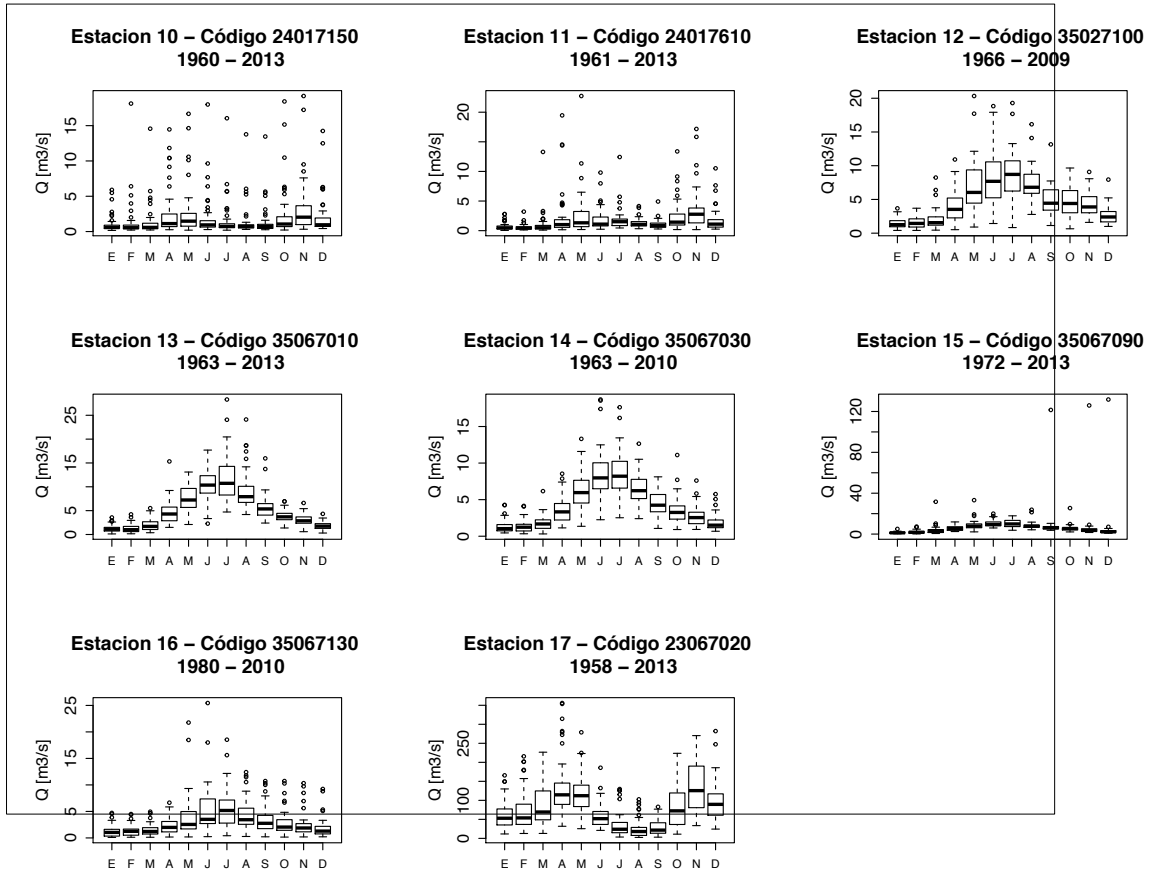 Estacion 10 – Código 24017150
1960 – 2013
Q [m3/s]
0 5 10 15
E F M A M J J A S O N D
Estacion 11 – Código 24017610
1961 – 2013
Q [m3/s]
0 5 10 20
E F M A M J J A S O N D
Estacion 12 – Código 35027100
1966 – 2009
Q [m3/s]
0 5 10 15 20
E F M A M J J A S O N D
Estacion 13 – Código 35067010
1963 – 2013
Q [m3/s]
0 5 15 25
E F M A M J J A S O N D
Estacion 14 – Código 35067030
1963 – 2010
Q [m3/s]
0 5 10 15
E F M A M J J A S O N D
Estacion 15 – Código 35067090
1972 – 2013
Q [m3/s]
0 20 40 80 120
E F M A M J J A S O N D
Estacion 16 – Código 35067130
1980 – 2010
Q [m3/s]
0 5 15 25
E F M A M J J A S O N D
Estacion 17 – Código 23067020
1958 – 2013
Q [m3/s]
0 100 250
E F M A M J J A S O N D